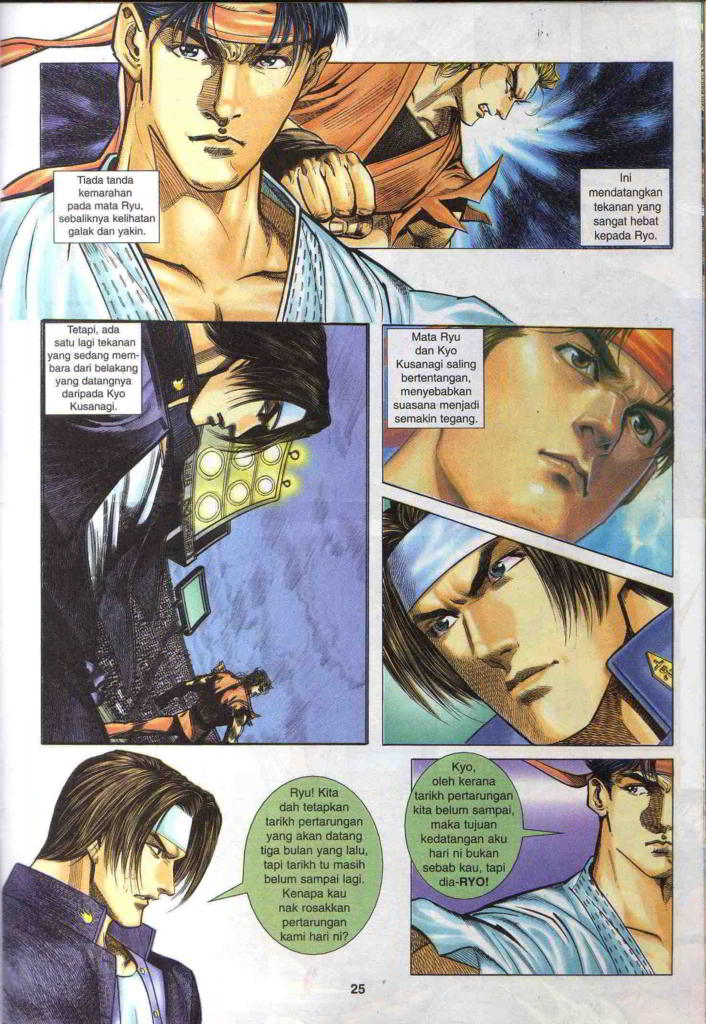 Tiada tanda
kemarahan
pada mata Ryu,
sebaliknya kelihatan
galak dan yakin.
Ini
mendatangkan
tekanan yang
sangat hebat
kepada Ryo.
Tetapi, ada
satu lagi tekanan
yang sedang mem-
bara dari belakang
yang datangnya
daripada Kyo
Kusanagi.
Mata Ryu
dan Kyo
Kusanagi saling
bertentangan,
menyebabkan
suasana menjadi
semakin tegang.
Ryu! Kita
dah tetapkan
tarikh pertarungan
yang akan datang
tiga bulan yang lalu,
tapi tarikh tu masih
belum sampai lagi.
Kenapa kau
nak rosakkan
pertarungan
kami hari ni?
Kyo,
oleh kerana
tarikh pertarungan
kita belum sampai,
maka tujuan
kedatangan aku
hari ni bukan
sebab kau, tapi
dia-RYO!
25